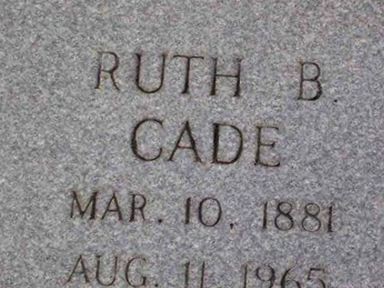 RUTH B.
CADE
MAR. 10, 1881
AUG. 11, 1965